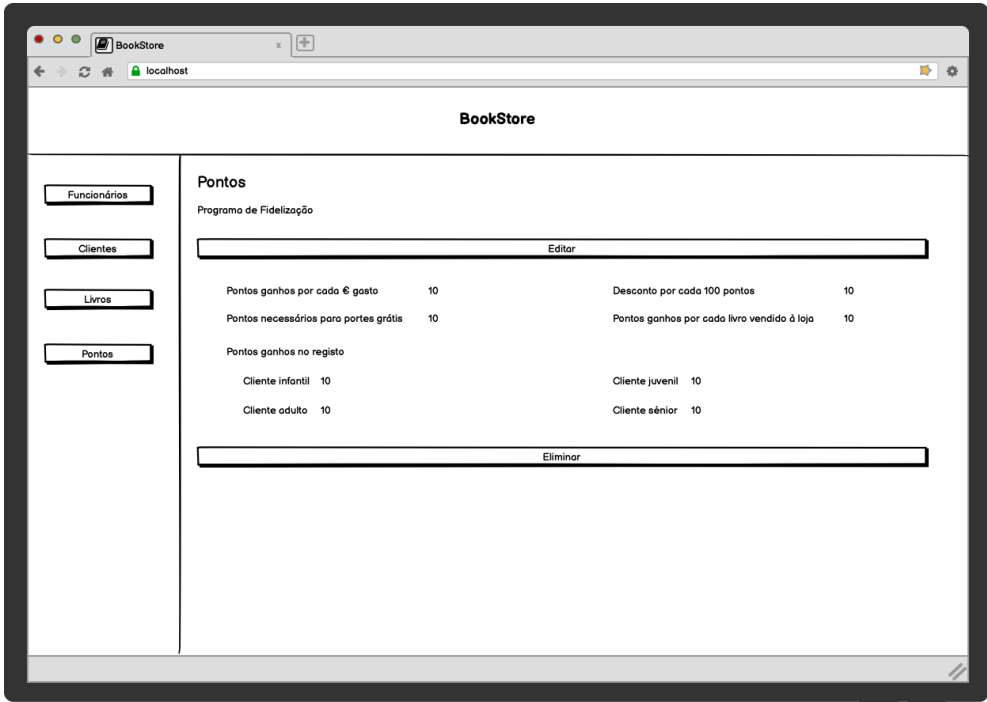 BookStore
localhost
BookStore
Funcionários
Clientes
Livros
Pontos
Pontos
Programa de Fidelização
Editar
Pontos ganhos por cada € gasto 10 Desconto por cada 100 pontos 10
Pontos necessários para portes grátis 10 Pontos ganhos por cada livro vendido à loja 10
Pontos ganhos no registo
Cliente infantil 10 Cliente juvenil 10
Cliente adulto 10 Cliente sénior 10
Eliminar